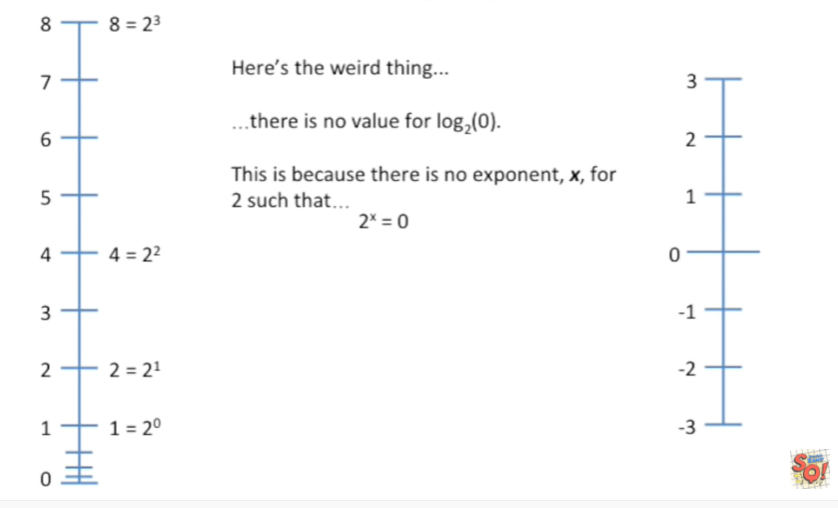 8 8 = 2³
7
6
5
4 4 = 2²
3
2 2 = 2¹
1 1 = 2⁰
0
Here's the weird thing...
...there is no value for log₂(0).
This is because there is no exponent, x, for
2 such that...
2ˣ = 0
3
2
1
0
-1
-2
-3
SQ!